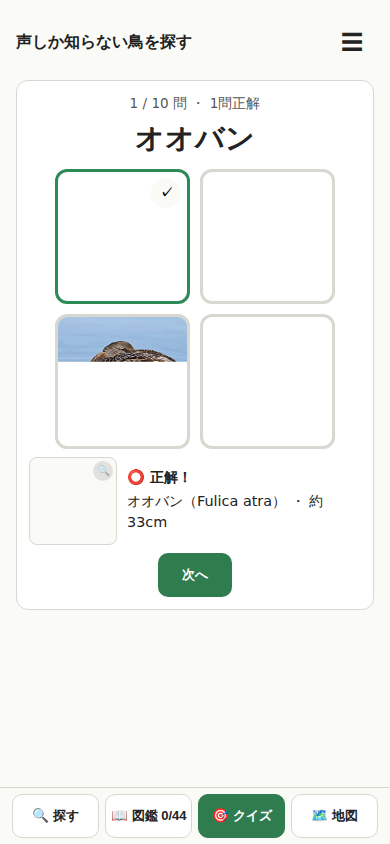 声しか知らない鳥を探す
1 / 10 問 ・ 1問正解
オオバン
正解！
オオバン（Fulica atra） ・ 約
33cm
次へ
探す
図鑑 0/44
クイズ
地図